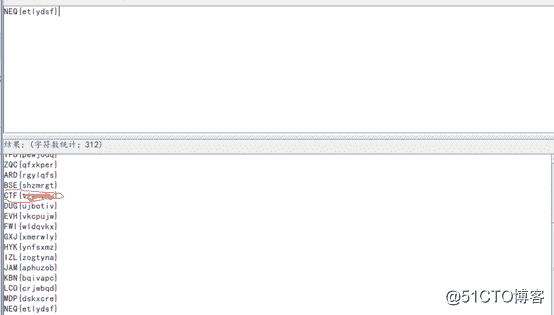 NEQ{etlydsf}
结果: (字符数统计: 312)
ZQC{qfxkper}
ARD{rgylqfs}
BSE{shzmrgt}
CTF{
DUG{ujbotiv}
EVH{vkcpujw}
FWI{wldqvkx}
GXJ{xmerwly}
HYK{ynfsxmz}
IZL{zogtyna}
JAM{aphuzob}
KBN{bqivapc}
LCO{crjwbqd}
MDP{dskxcre}
NEQ{etlydsf}
@51CTO博客